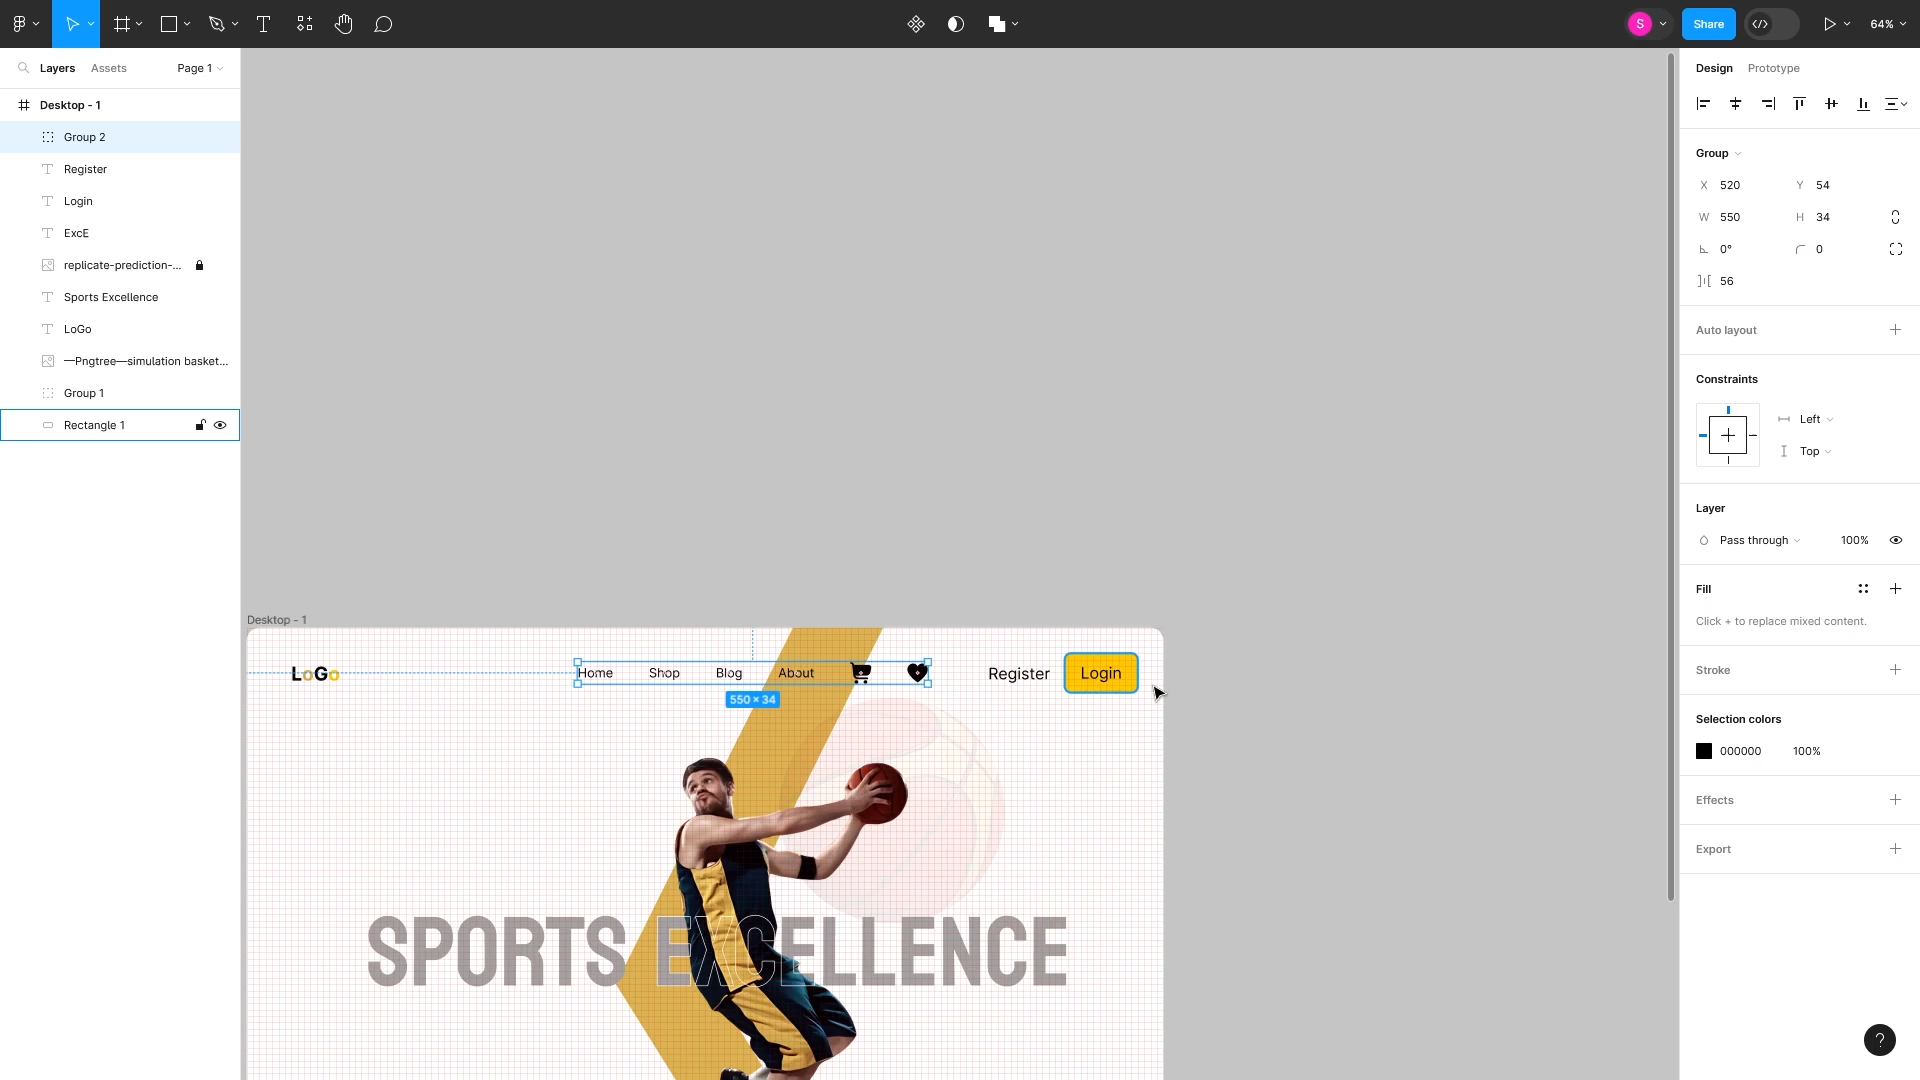 S
Share
64%
Layers
Assets
Page 1
Design
Prototype
Desktop - 1
Group 2
Register
Login
ExcE
replicate-prediction-...
Sports Excellence
LoGo
—Pngtree—simulation basket...
Group 1
Rectangle 1
Desktop - 1
LoGo
Home
Shop
Blog
About
Register
Login
550 × 34
SPORTS EXCELLENCE
Group
X 520
Y 54
W 550
H 34
0°
0
56
Auto layout
Constraints
Left
Top
Layer
Pass through
100%
Fill
Click + to replace mixed content.
Stroke
Selection colors
000000
100%
Effects
Export
?